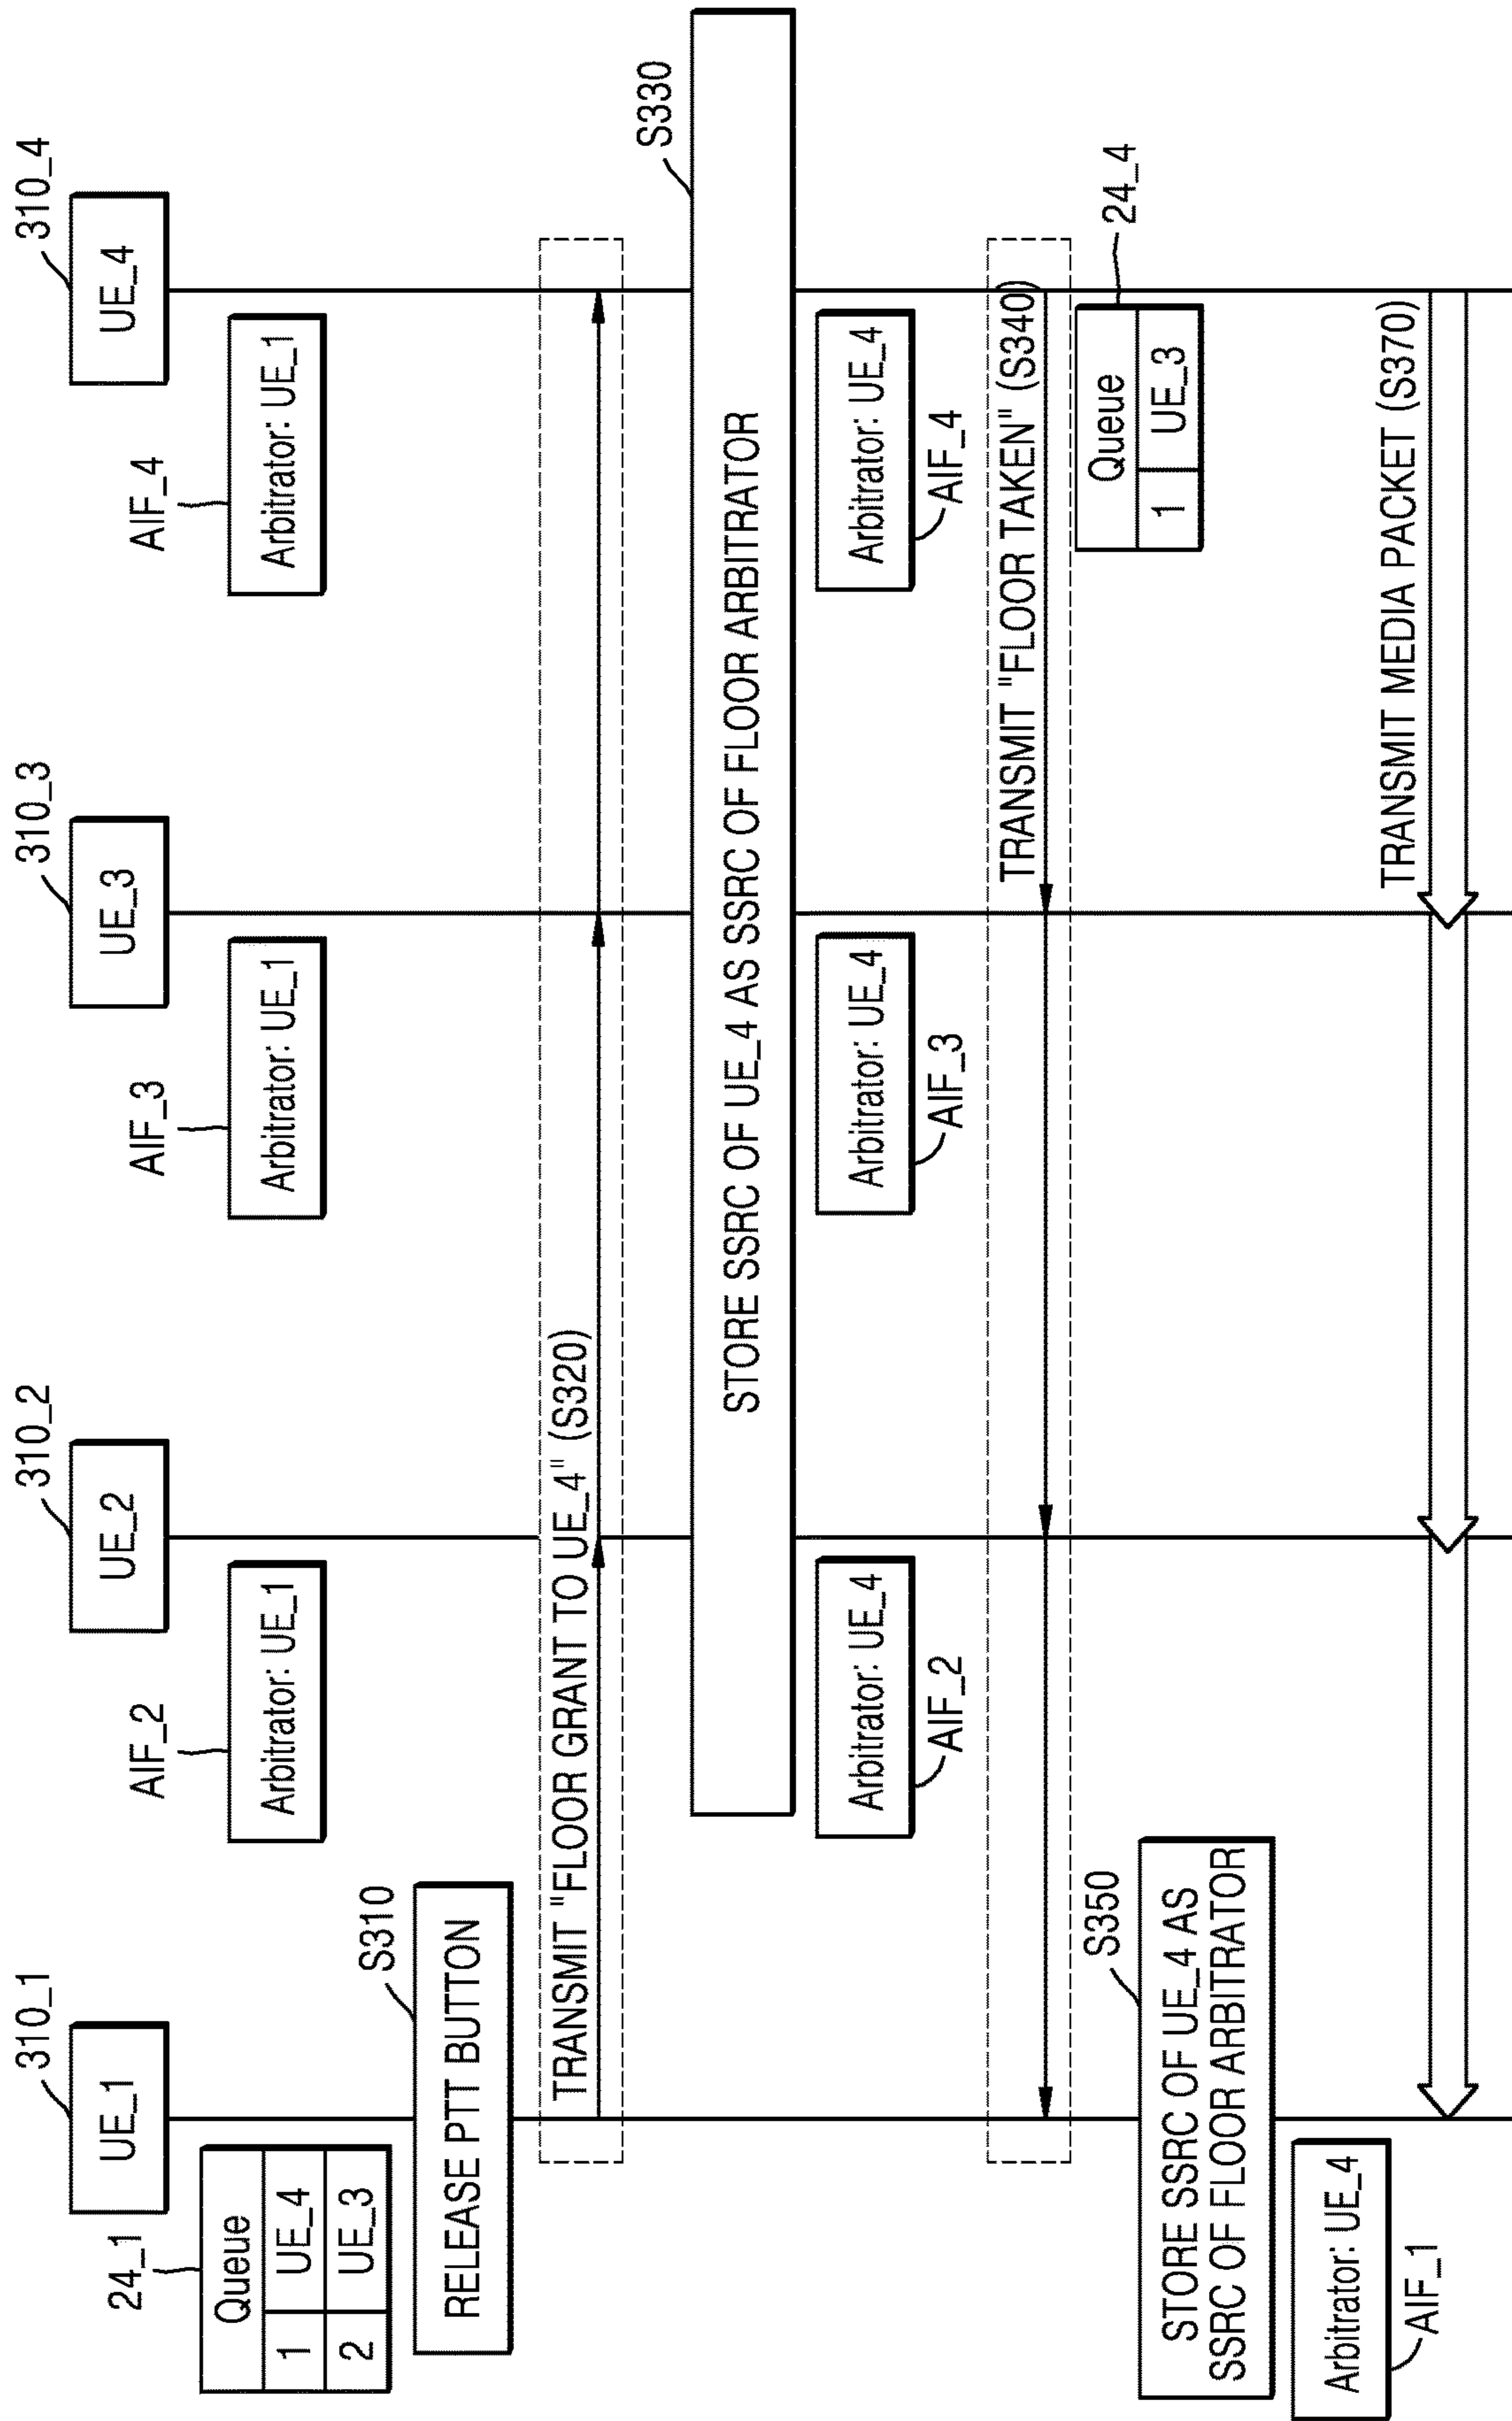 310_1
310_2
310_3
310_4
UE_1
UE_2
UE_3
UE_4
24_1
Queue
1 UE_4
2 UE_3
AIF_2
Arbitrator: UE_1
AIF_3
Arbitrator: UE_1
AIF_4
Arbitrator: UE_1
S310
RELEASE PTT BUTTON
TRANSMIT "FLOOR GRANT TO UE_4" (S320)
S330
STORE SSRC OF UE_4 AS SSRC OF FLOOR ARBITRATOR
Arbitrator: UE_4
AIF_2
Arbitrator: UE_4
AIF_3
Arbitrator: UE_4
AIF_4
TRANSMIT "FLOOR TAKEN" (S340)
24_4
Queue
1 UE_3
S350
STORE SSRC OF UE_4 AS
SSRC OF FLOOR ARBITRATOR
Arbitrator: UE_4
AIF_1
TRANSMIT MEDIA PACKET (S370)